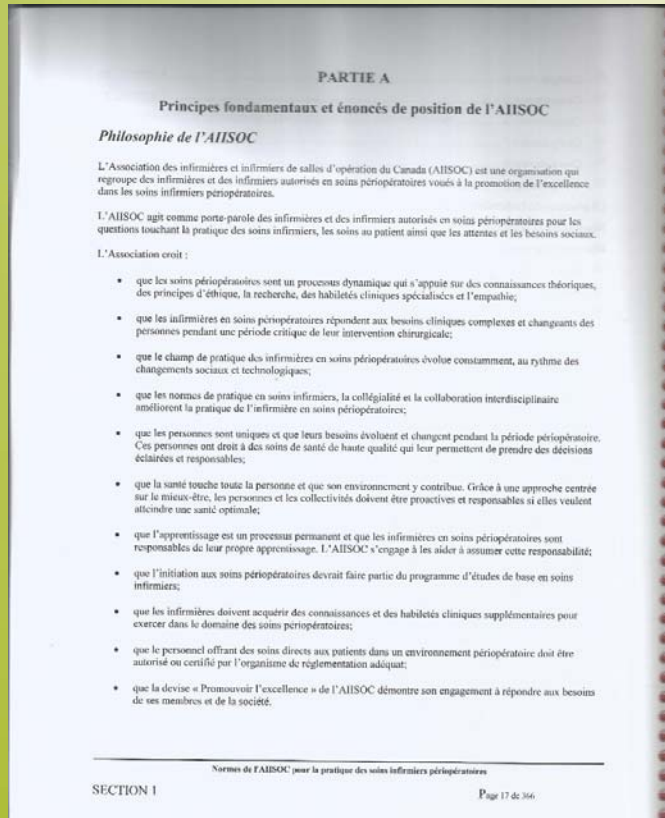 PARTIE A
Principes fondamentaux et énoncés de position de l'AIISOC
Philosophie de l'AIISOC
L'Association des infirmières et infirmiers de salles d'opération du Canada (AIISOC) est une organisation qui
regroupe des infirmières et des infirmiers autorisés en soins périopératoires voués à la promotion de l'excellence
dans les soins infirmiers périopératoires.
L'AIISOC agit comme porte-parole des infirmières et des infirmiers autorisés en soins périopératoires pour les
questions touchant la pratique des soins infirmiers, les soins au patient ainsi que les attentes et les besoins sociaux.
L'Association croit :
• que les soins périopératoires sont un processus dynamique qui s'appuie sur des connaissances théoriques,
des principes d'éthique, la recherche, des habiletés cliniques spécialisées et l'empathie;
• que les infirmières en soins périopératoires répondent aux besoins cliniques complexes et changeants des
personnes pendant une période critique de leur intervention chirurgicale;
• que le champ de pratique des infirmières en soins périopératoires évolue constamment, au rythme des
changements sociaux et technologiques;
• que les normes de pratique en soins infirmiers, la collégialité et la collaboration interdisciplinaire
améliorent la pratique de l'infirmière en soins périopératoires;
• que les personnes sont uniques et que leurs besoins évoluent et changent pendant la période périopératoire.
Ces personnes ont droit à des soins de santé de haute qualité qui leur permettent de prendre des décisions
éclairées et responsables;
• que la santé touche toute la personne et que son environnement y contribue. Grâce à une approche centrée
sur le mieux-être, les personnes et les collectivités doivent être proactives et responsables si elles veulent
atteindre une santé optimale;
• que l'apprentissage est un processus permanent et que les infirmières en soins périopératoires sont
responsables de leur propre apprentissage. L'AIISOC s'engage à les aider à assumer cette responsabilité;
• que l'initiation aux soins périopératoires devrait faire partie du programme d'études de base en soins
infirmiers;
• que les infirmières doivent acquérir des connaissances et des habiletés cliniques supplémentaires pour
exercer dans le domaine des soins périopératoires;
• que le personnel offrant des soins directs aux patients dans un environnement périopératoire doit être
autorisé ou certifié par l'organisme de réglementation adéquat;
• que la devise « Promouvoir l'excellence » de l'AIISOC démontre son engagement à répondre aux besoins
de ses membres et de la société.
Normes de l'AIISOC pour la pratique des soins infirmiers périopératoires
SECTION 1
Page 17 de 366